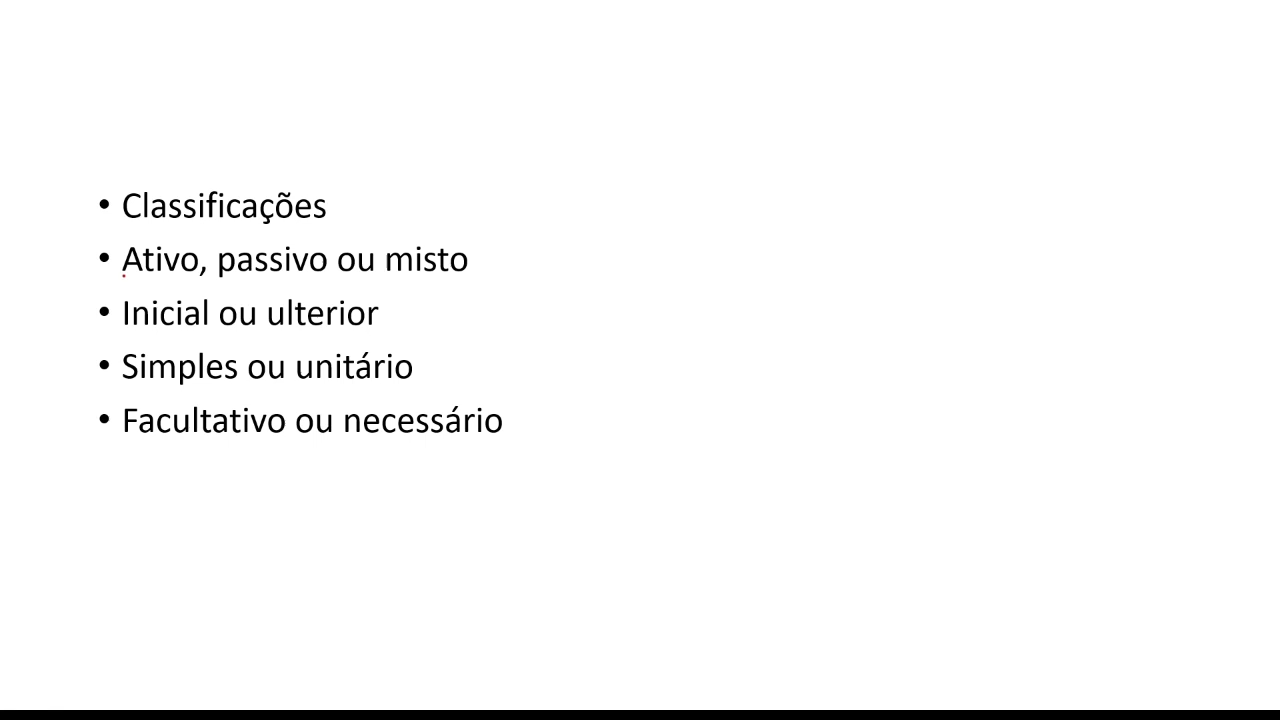 • Classificações
• Ativo, passivo ou misto
• Inicial ou ulterior
• Simples ou unitário
• Facultativo ou necessário